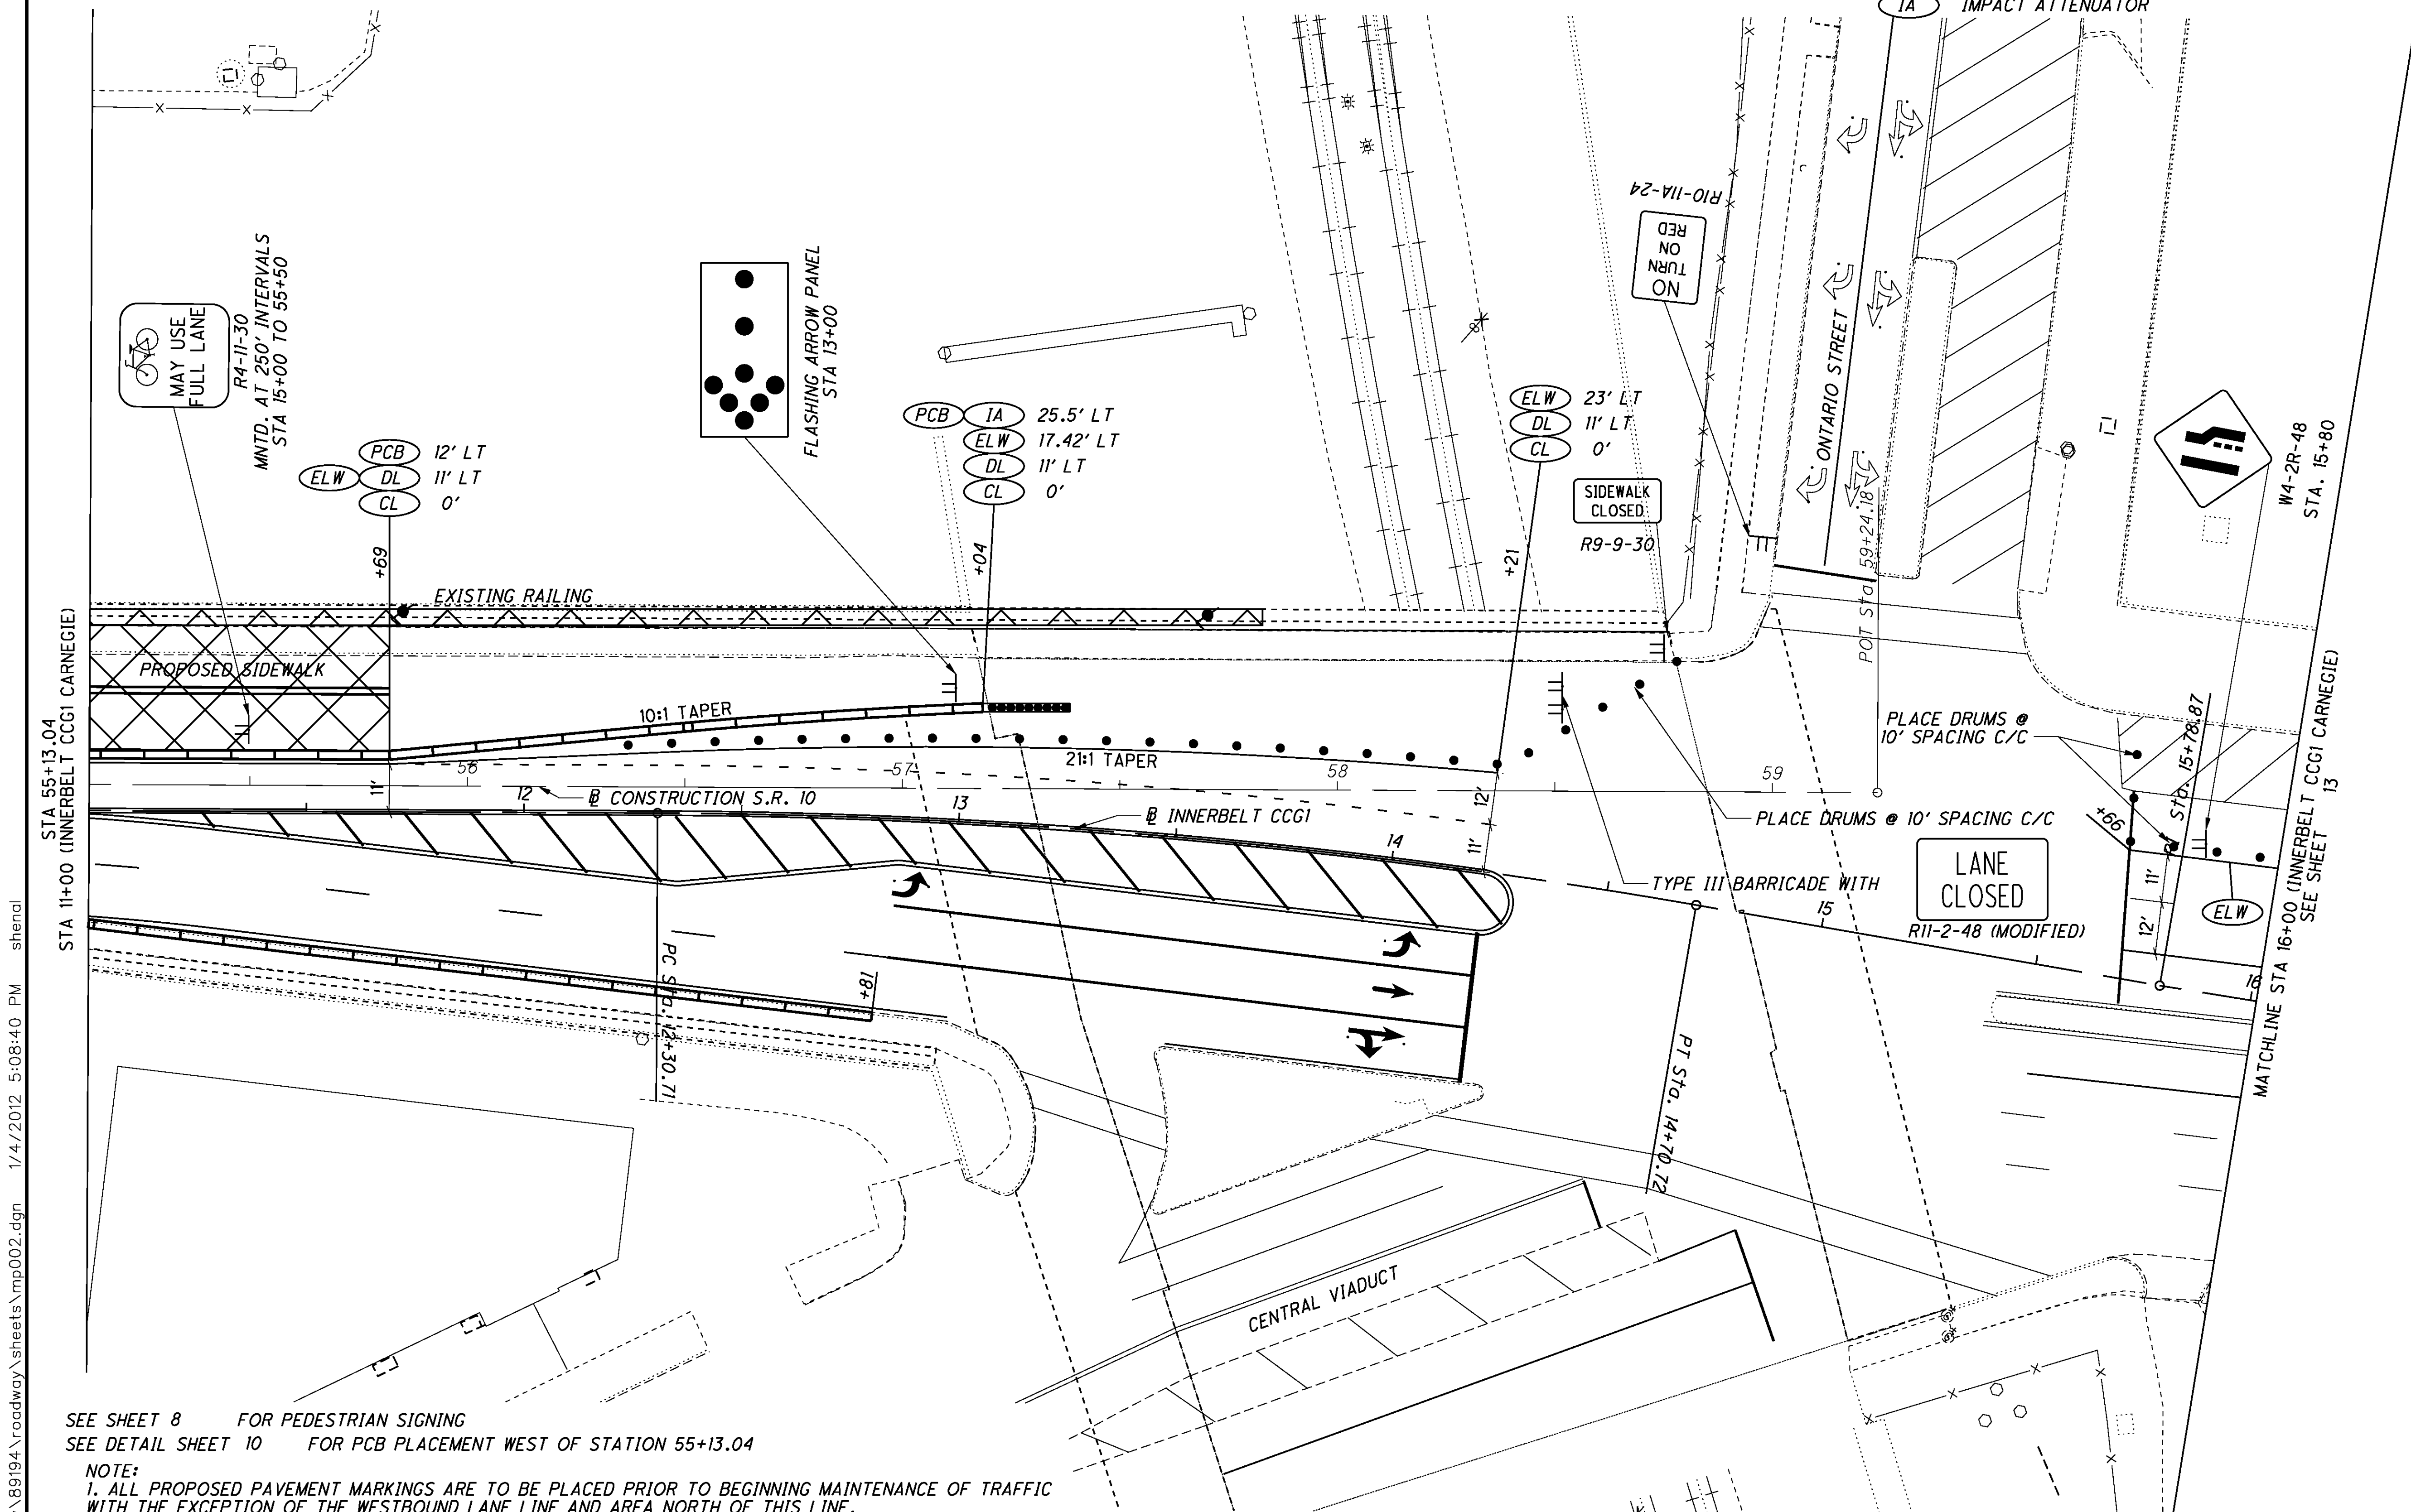 IA IMPACT ATTENUATOR
MAY USE
FULL LANE
R4-11-30
MNTD. AT 250' INTERVALS
STA 15+00 TO 55+50
FLASHING ARROW PANEL
STA 13+00
PCB 12' LT
ELW DL 11' LT
CL 0'
+69
PCB IA 25.5' LT
ELW 17.42' LT
DL 11' LT
CL 0'
+04
ELW 23' LT
DL 11' LT
CL 0'
+21
SIDEWALK
CLOSED
R9-9-30
R10-11A-24
NO
TURN
ON
RED
ONTARIO STREET
POT Sta. 59+24.18
W4-2R-48
STA. 15+80
EXISTING RAILING
PROPOSED SIDEWALK
10:1 TAPER
21:1 TAPER
56
57
58
59
11'
12
13
14
15
16
BL CONSTRUCTION S.R. 10
BL INNERBELT CCG1
12'
11'
PLACE DRUMS @
10' SPACING C/C
PLACE DRUMS @ 10' SPACING C/C
TYPE III BARRICADE WITH
LANE
CLOSED
R11-2-48 (MODIFIED)
+66
Sta. 15+78.87
11'
12'
ELW
STA 55+13.04
STA 11+00 (INNERBELT CCG1 CARNEGIE)
MATCHLINE STA 16+00 (INNERBELT CCG1 CARNEGIE)
SEE SHEET 13
PC Sta. 12+30.71
+81
PT Sta. 14+70.72
CENTRAL VIADUCT
SEE SHEET 8 FOR PEDESTRIAN SIGNING
SEE DETAIL SHEET 10 FOR PCB PLACEMENT WEST OF STATION 55+13.04
NOTE:
1. ALL PROPOSED PAVEMENT MARKINGS ARE TO BE PLACED PRIOR TO BEGINNING MAINTENANCE OF TRAFFIC
WITH THE EXCEPTION OF THE WESTBOUND LANE LINE AND AREA NORTH OF THIS LINE.
\89194\roadway\sheets\mp002.dgn 1/4/2012 5:08:40 PM shenal